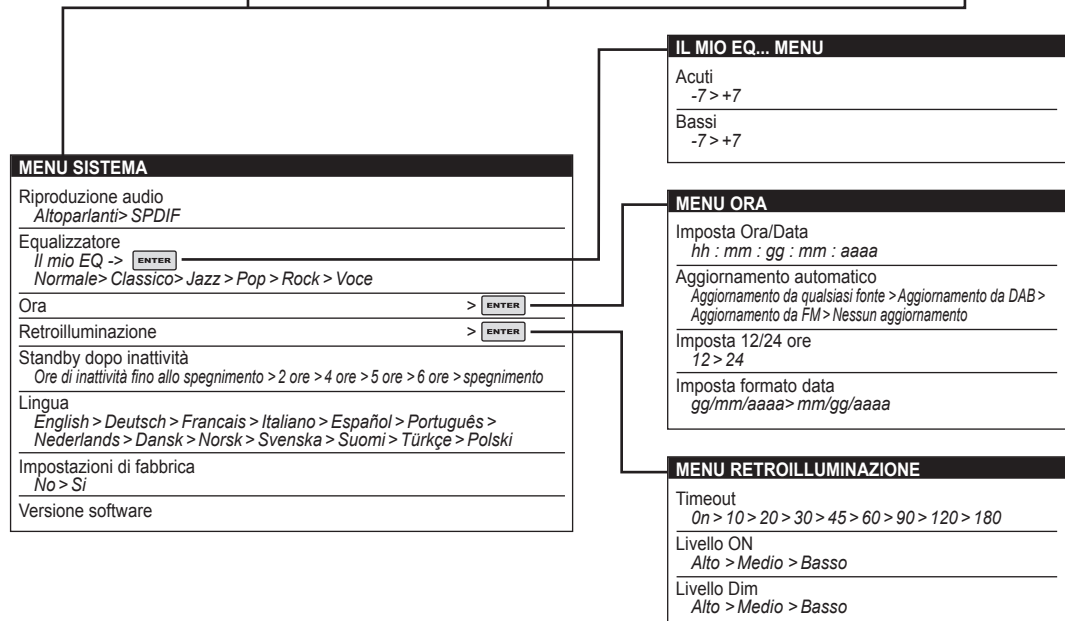 MENU SISTEMA
Riproduzione audio
Altoparlanti> SPDIF
Equalizzatore
Il mio EQ -> ENTER
Normale> Classico> Jazz > Pop > Rock > Voce
Ora > ENTER
Retroilluminazione > ENTER
Standby dopo inattività
Ore di inattività fino allo spegnimento > 2 ore > 4 ore > 5 ore > 6 ore > spegnimento
Lingua
English > Deutsch > Francais > Italiano > Español > Português >
Nederlands > Dansk > Norsk > Svenska > Suomi > Türkçe > Polski
Impostazioni di fabbrica
No > Si
Versione software
IL MIO EQ... MENU
Acuti
-7 > +7
Bassi
-7 > +7
MENU ORA
Imposta Ora/Data
hh : mm : gg : mm : aaaa
Aggiornamento automatico
Aggiornamento da qualsiasi fonte > Aggiornamento da DAB >
Aggiornamento da FM > Nessun aggiornamento
Imposta 12/24 ore
12 > 24
Imposta formato data
gg/mm/aaaa> mm/gg/aaaa
MENU RETROILLUMINAZIONE
Timeout
0n > 10 > 20 > 30 > 45 > 60 > 90 > 120 > 180
Livello ON
Alto > Medio > Basso
Livello Dim
Alto > Medio > Basso